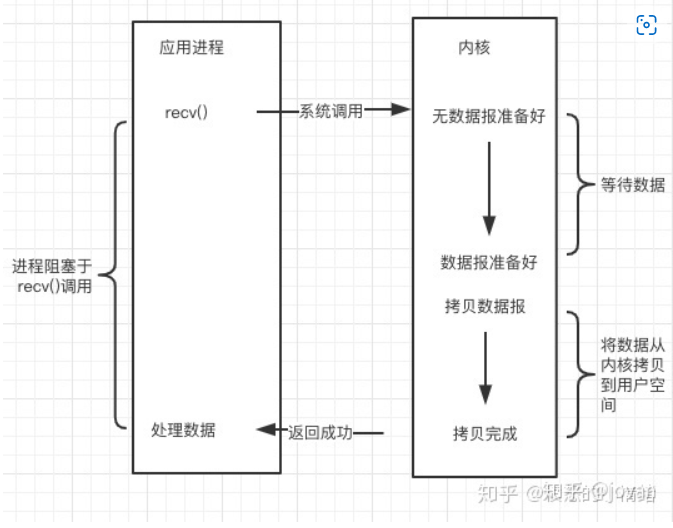 应用进程
内核
recv()
系统调用
无数据报准备好
等待数据
数据报准备好
进程阻塞于
recv()调用
拷贝数据报
将数据从
内核拷贝
到用户空
间
处理数据
返回成功
拷贝完成
知乎
知乎 @jovan